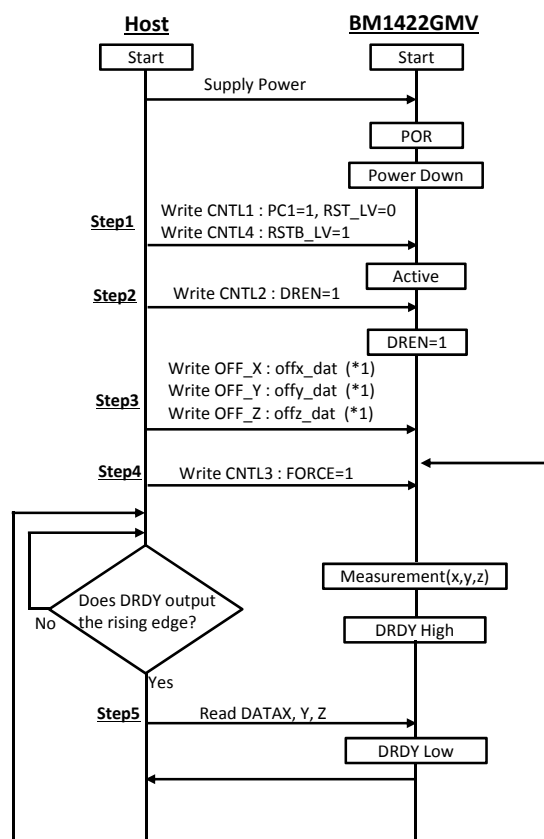 Host
BM1422GMV
Start
Start
Supply Power
POR
Power Down
Step1
Write CNTL1 : PC1=1, RST_LV=0
Write CNTL4 : RSTB_LV=1
Active
Step2
Write CNTL2 : DREN=1
DREN=1
Step3
Write OFF_X : offx_dat (*1)
Write OFF_Y : offy_dat (*1)
Write OFF_Z : offz_dat (*1)
Step4
Write CNTL3 : FORCE=1
Measurement(x,y,z)
Does DRDY output
the rising edge?
No
DRDY High
Yes
Step5
Read DATAX, Y, Z
DRDY Low